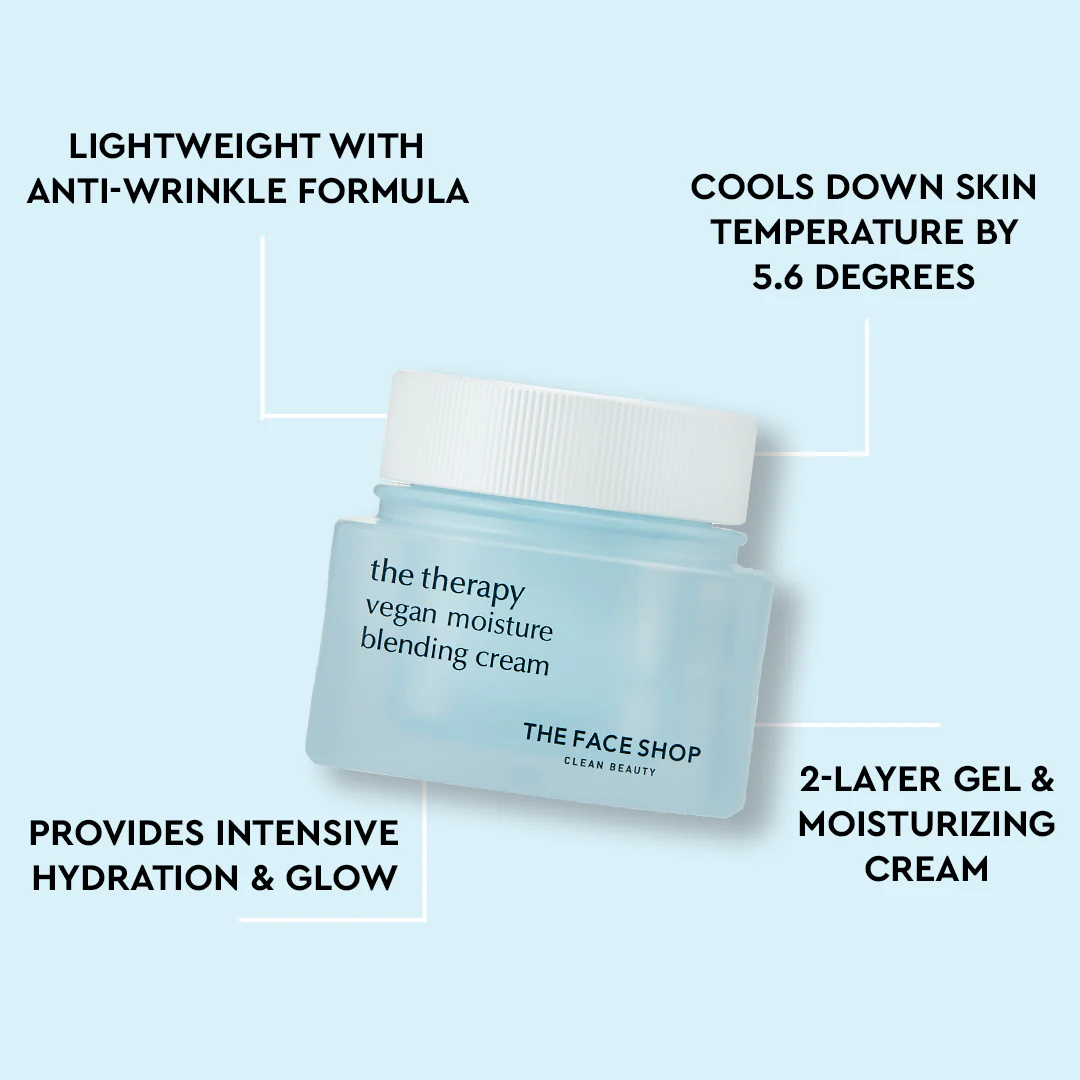 LIGHTWEIGHT WITH
ANTI-WRINKLE FORMULA
COOLS DOWN SKIN
TEMPERATURE BY
5.6 DEGREES
the therapy
vegan moisture
blending cream
THE FACE SHOP
CLEAN BEAUTY
PROVIDES INTENSIVE
HYDRATION & GLOW
2-LAYER GEL &
MOISTURIZING
CREAM